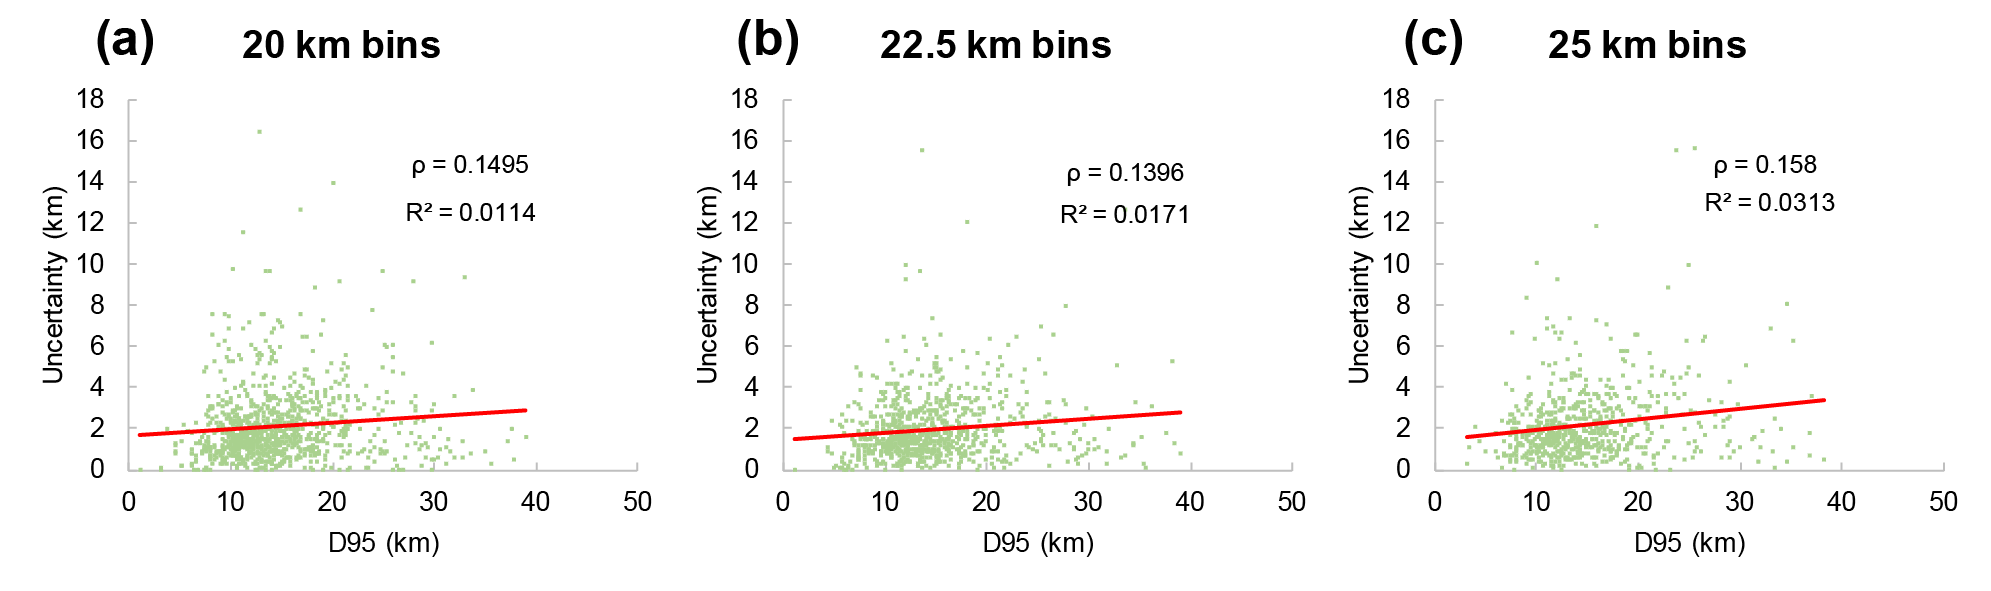 (a) 20 km bins
18
16
14
12
10
8
6
4
2
0
Uncertainty (km)
ρ = 0.1495
R² = 0.0114
0 10 20 30 40 50
D95 (km)
(b) 22.5 km bins
18
16
14
12
10
8
6
4
2
0
Uncertainty (km)
ρ = 0.1396
R² = 0.0171
0 10 20 30 40 50
D95 (km)
(c) 25 km bins
18
16
14
12
10
8
6
4
2
0
Uncertainty (km)
ρ = 0.158
R² = 0.0313
0 10 20 30 40 50
D95 (km)